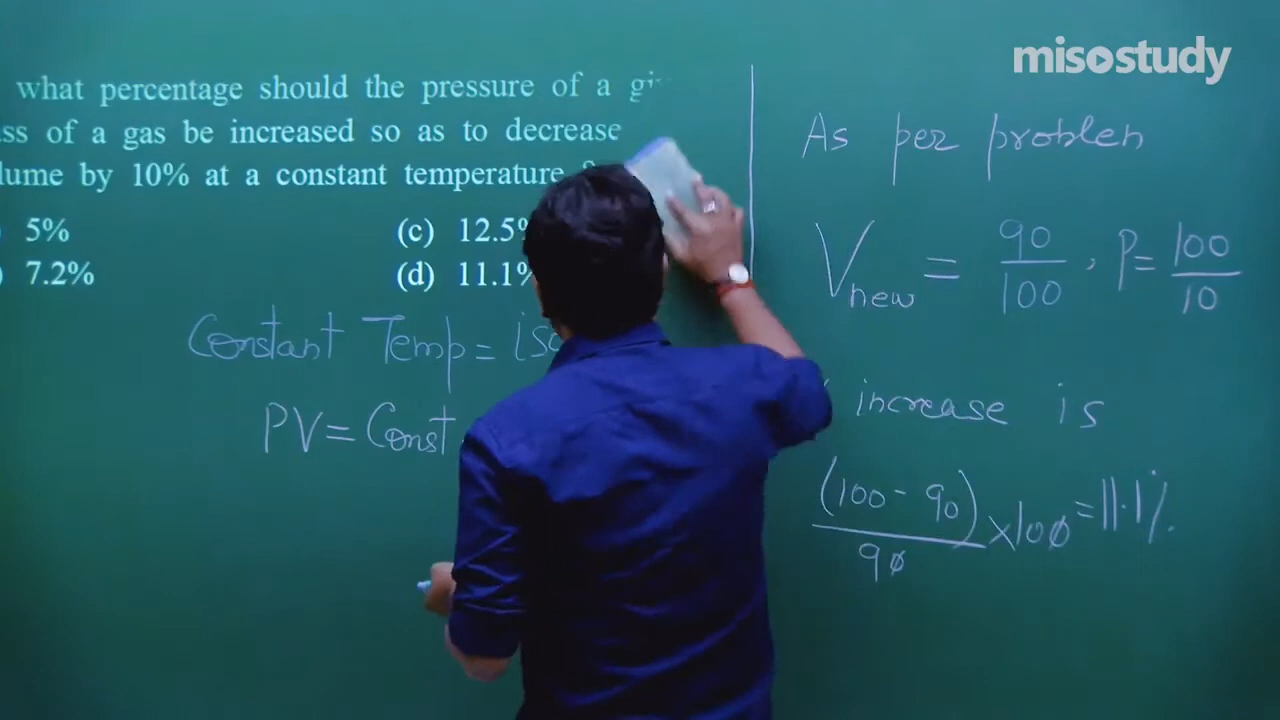 misostudy
what percentage should the pressure of a
ss of a gas be increased so as to decrease
lume by 10% at a constant temperature
5% (c) 12.5%
7.2% (d) 11.1%
Constant Temp =
PV = Const
As per problem
V new = 90/100, P = 100/10
increase is
(100 - 90)/90 × 100 = 11.1%.